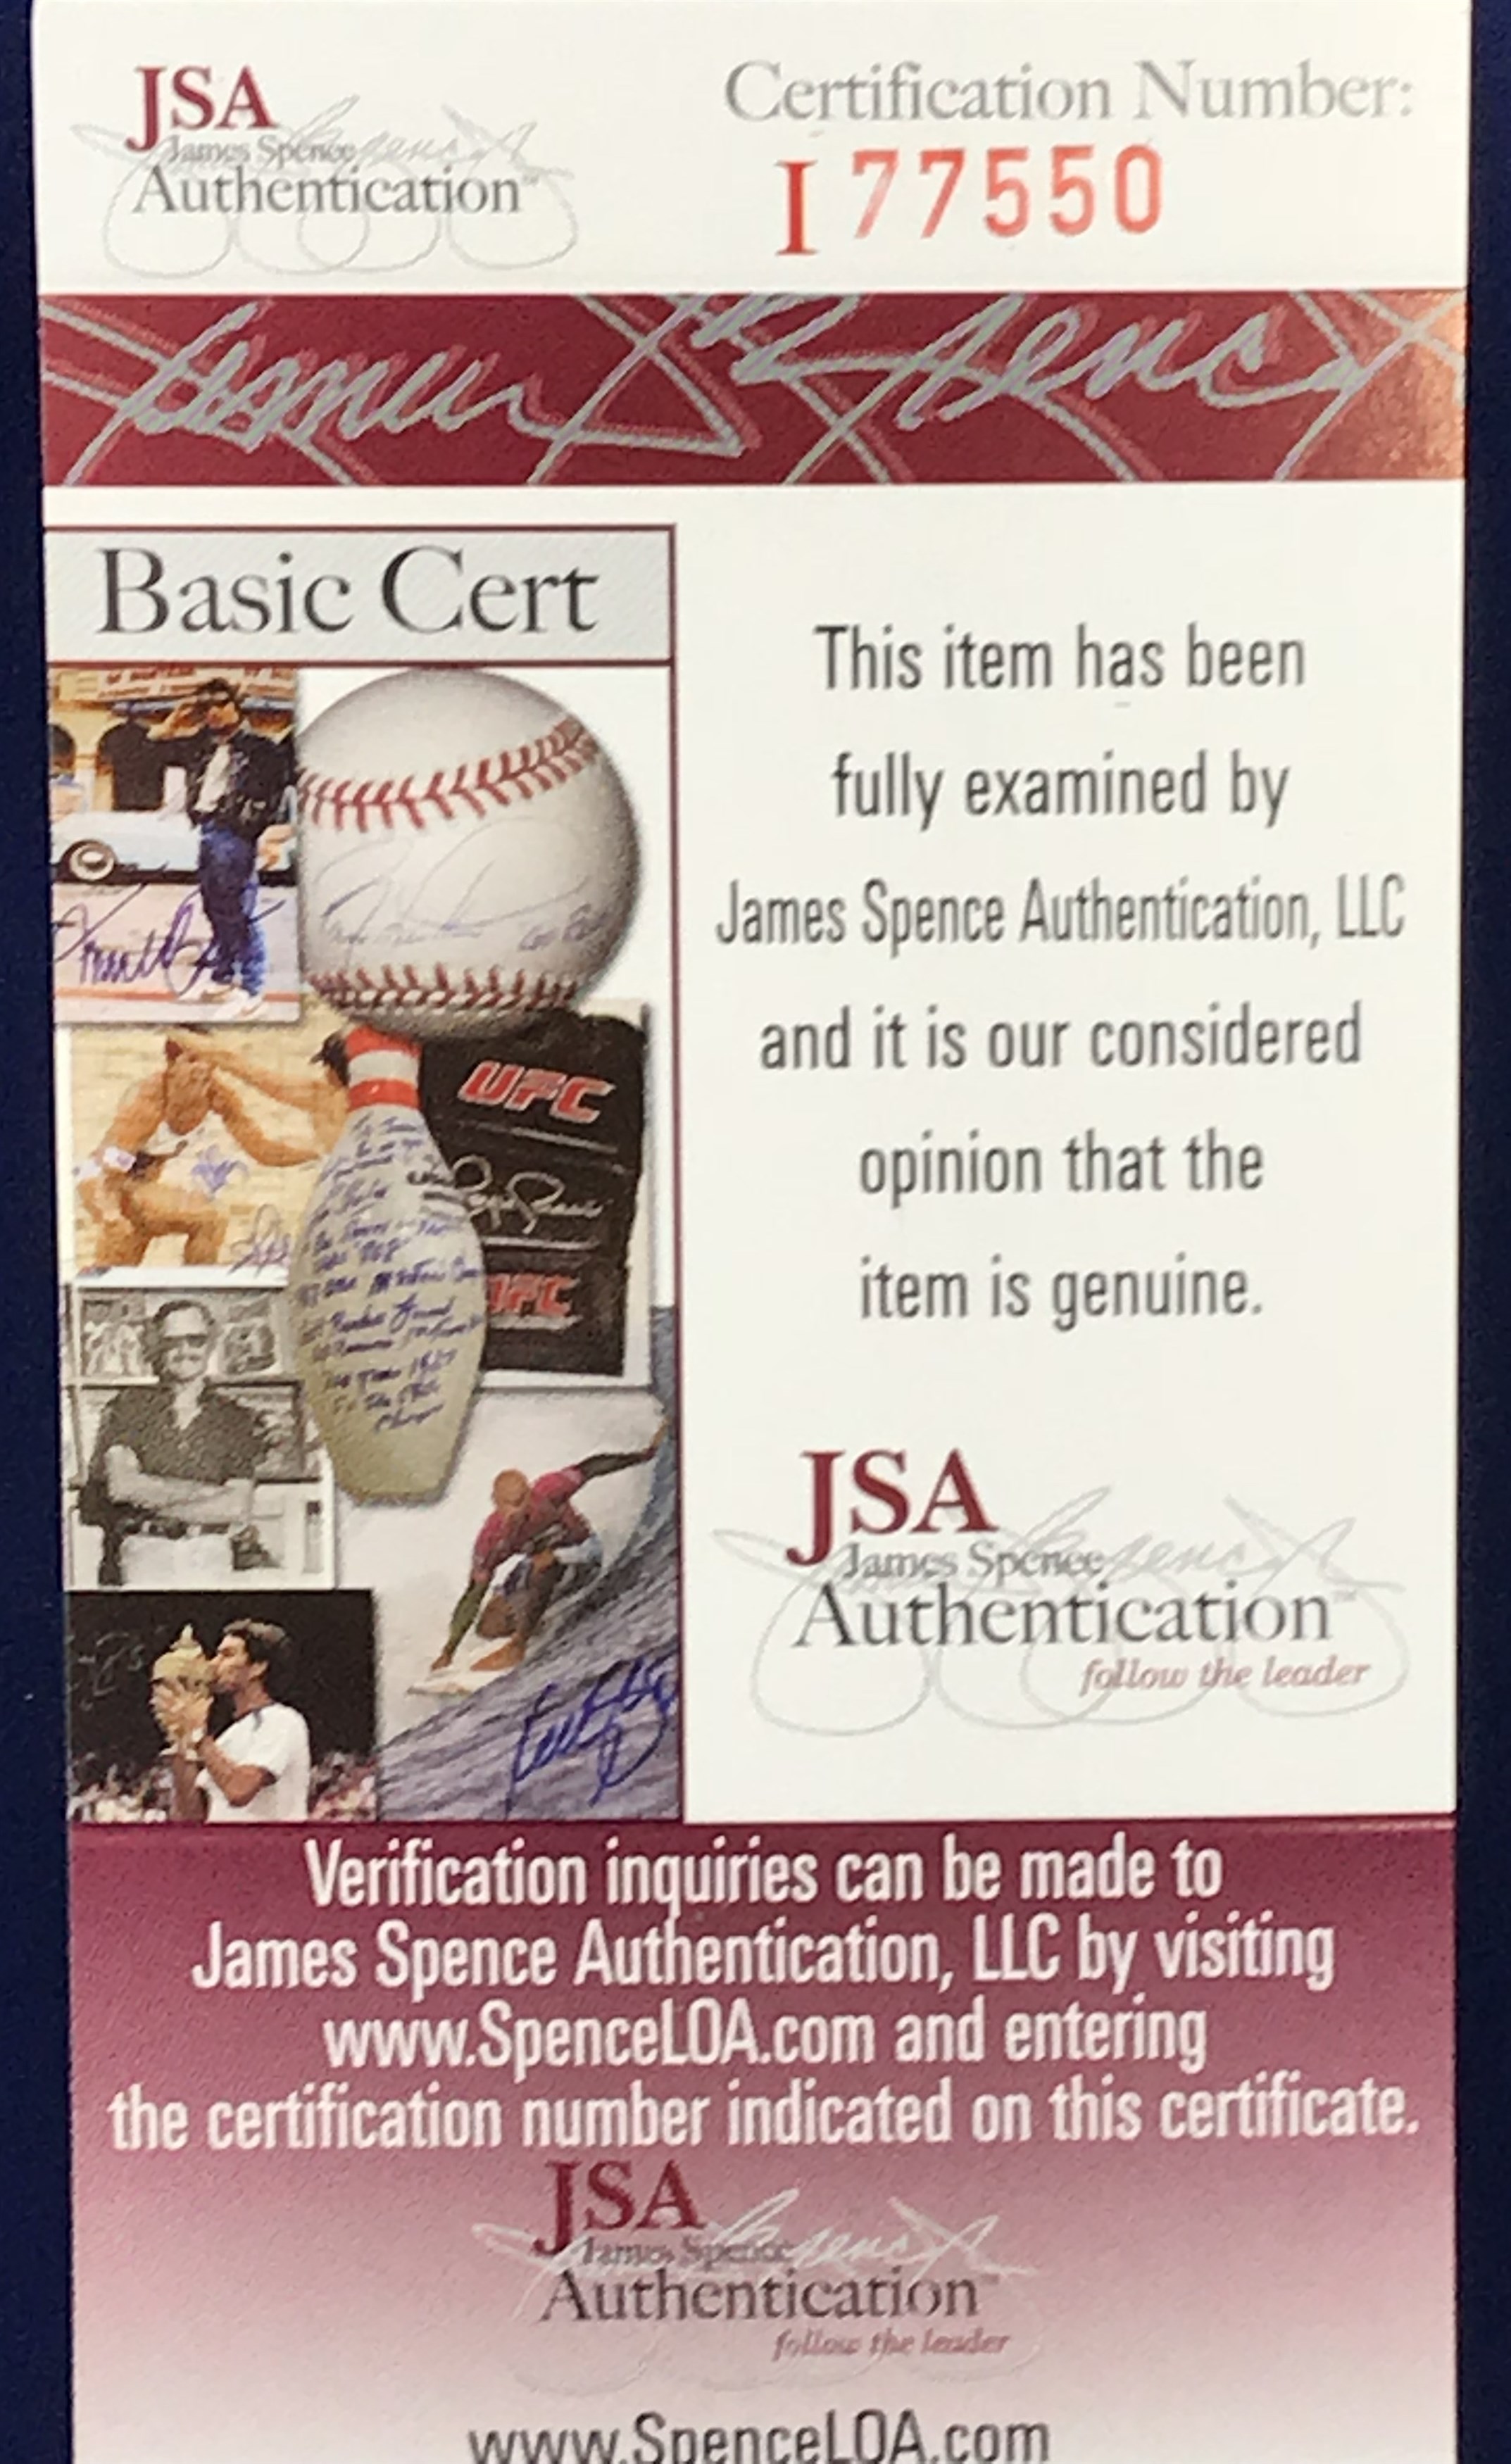 JSA
James Spence
Authentication™
Certification Number:
I 77550
Basic Cert
UFC
UFC
This item has been
fully examined by
James Spence Authentication, LLC
and it is our considered
opinion that the
item is genuine.
JSA
James Spence
Authentication™
follow the leader
Verification inquiries can be made to
James Spence Authentication, LLC by visiting
www.SpenceLOA.com and entering
the certification number indicated on this certificate.
JSA
James Spence
Authentication™
follow the leader
www.SpenceLOA.com